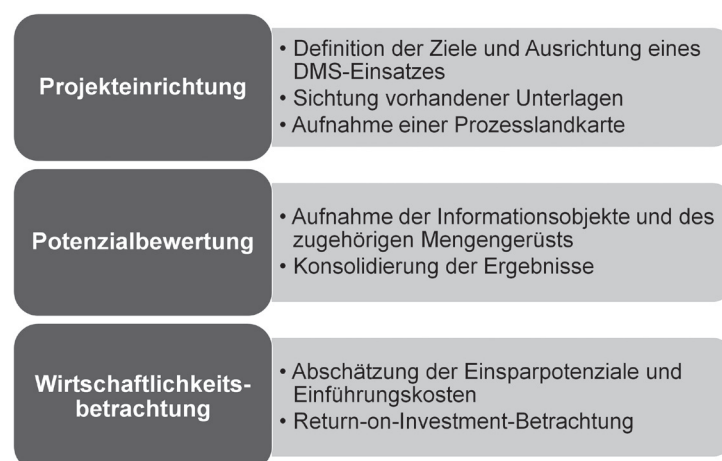 Projekteinrichtung
• Definition der Ziele und Ausrichtung eines
DMS-Einsatzes
• Sichtung vorhandener Unterlagen
• Aufnahme einer Prozesslandkarte
Potenzialbewertung
• Aufnahme der Informationsobjekte und des
zugehörigen Mengengerüsts
• Konsolidierung der Ergebnisse
Wirtschaftlichkeits-
betrachtung
• Abschätzung der Einsparpotenziale und
Einführungskosten
• Return-on-Investment-Betrachtung